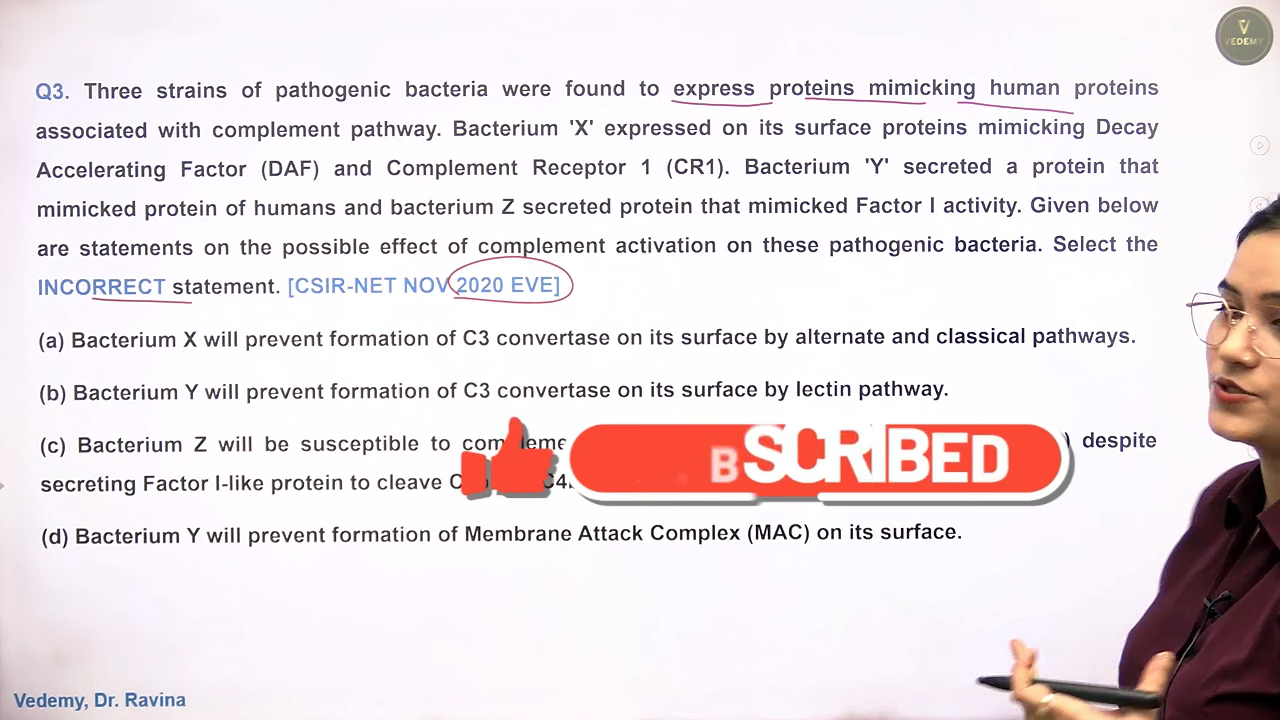 VEDEMY
Q3. Three strains of pathogenic bacteria were found to express proteins mimicking human proteins
associated with complement pathway. Bacterium 'X' expressed on its surface proteins mimicking Decay
Accelerating Factor (DAF) and Complement Receptor 1 (CR1). Bacterium 'Y' secreted a protein that
mimicked protein of humans and bacterium Z secreted protein that mimicked Factor I activity. Given below
are statements on the possible effect of complement activation on these pathogenic bacteria. Select the
INCORRECT statement. [CSIR-NET NOV 2020 EVE]
(a) Bacterium X will prevent formation of C3 convertase on its surface by alternate and classical pathways.
(b) Bacterium Y will prevent formation of C3 convertase on its surface by lectin pathway.
(c) Bacterium Z will be susceptible to despite
secreting Factor I-like protein to cleave
SCRIBED
(d) Bacterium Y will prevent formation of Membrane Attack Complex (MAC) on its surface.
Vedemy, Dr. Ravina